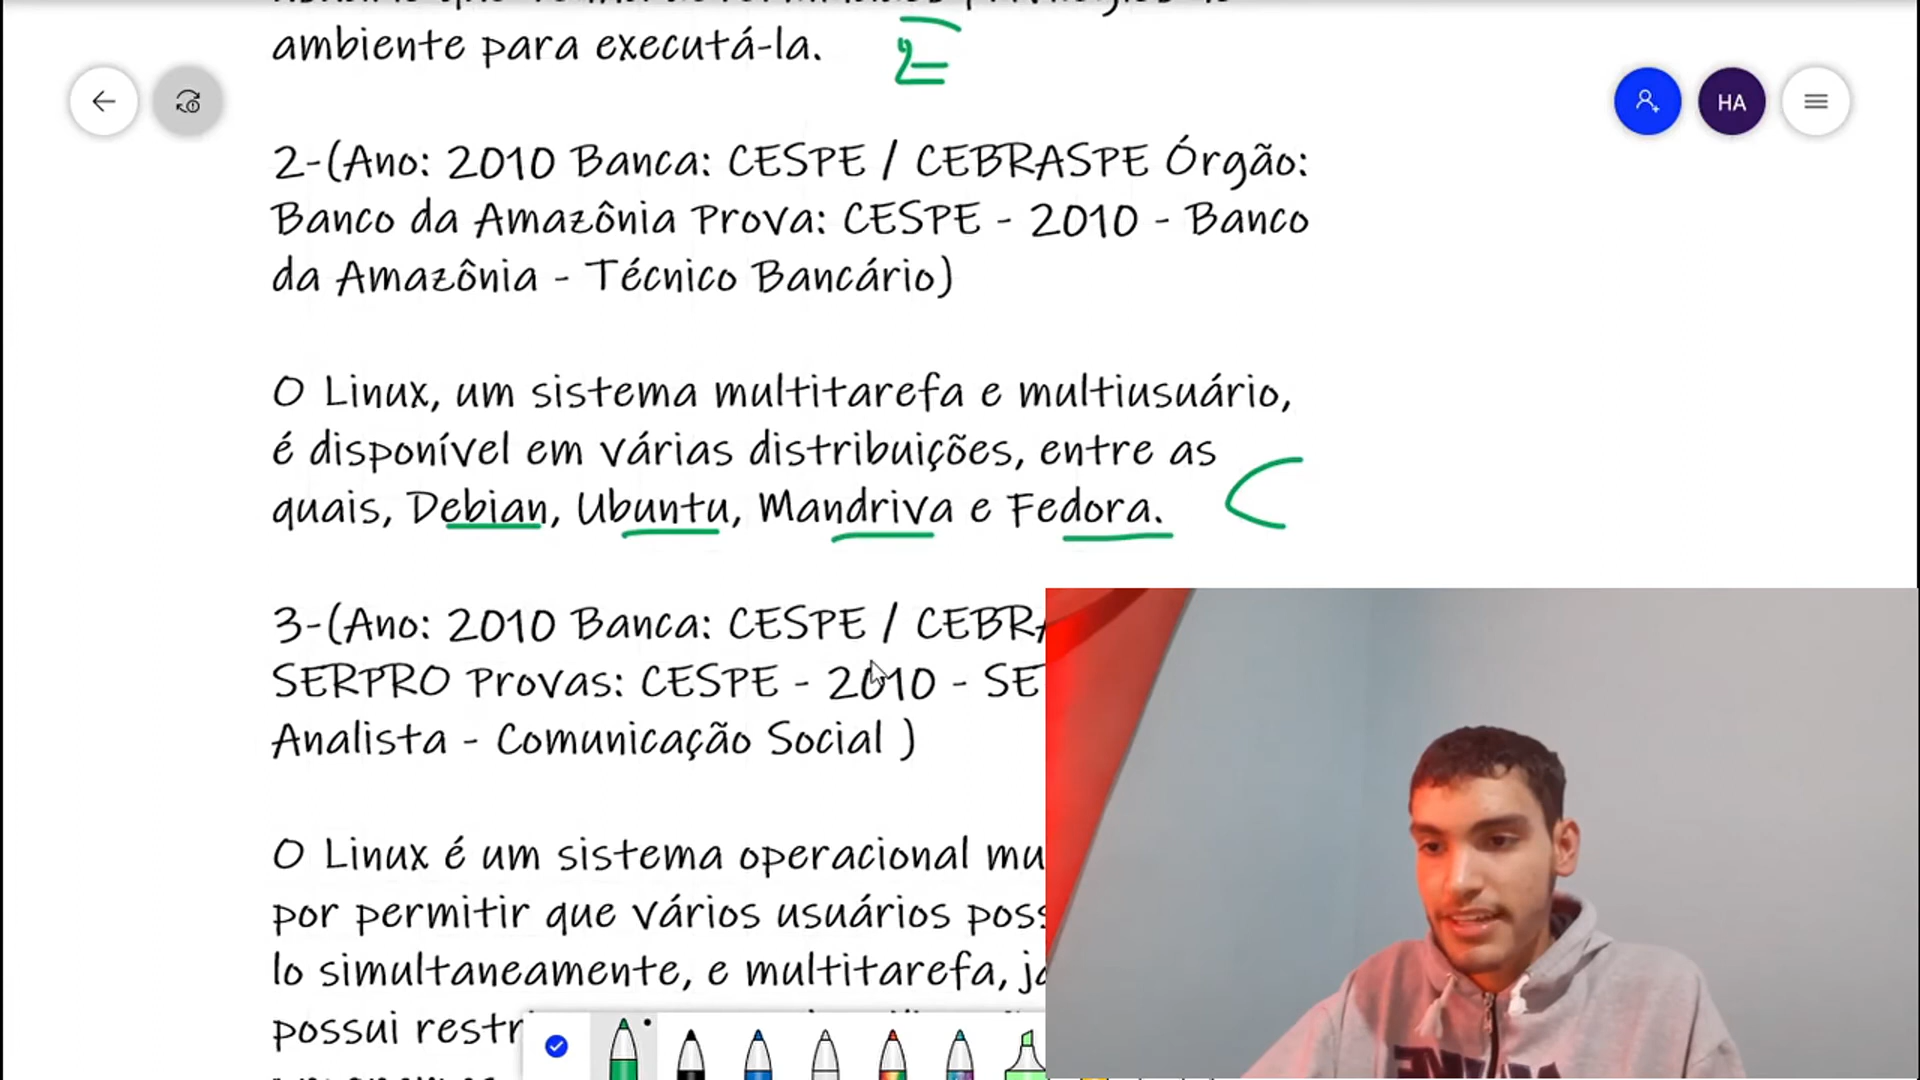 ambiente para executá-la. E
HA
2-(Ano: 2010 Banca: CESPE / CEBRASPE Órgão:
Banco da Amazônia Prova: CESPE - 2010 - Banco
da Amazônia - Técnico Bancário)
O Linux, um sistema multitarefa e multiusuário,
é disponível em várias distribuições, entre as
quais, Debian, Ubuntu, Mandriva e Fedora. C
3-(Ano: 2010 Banca: CESPE / CEBRA
SERPRO Provas: CESPE - 2010 - SE
Analista - Comunicação Social )
O Linux é um sistema operacional mu
por permitir que vários usuários poss
lo simultaneamente, e multitarefa, já
possui restr